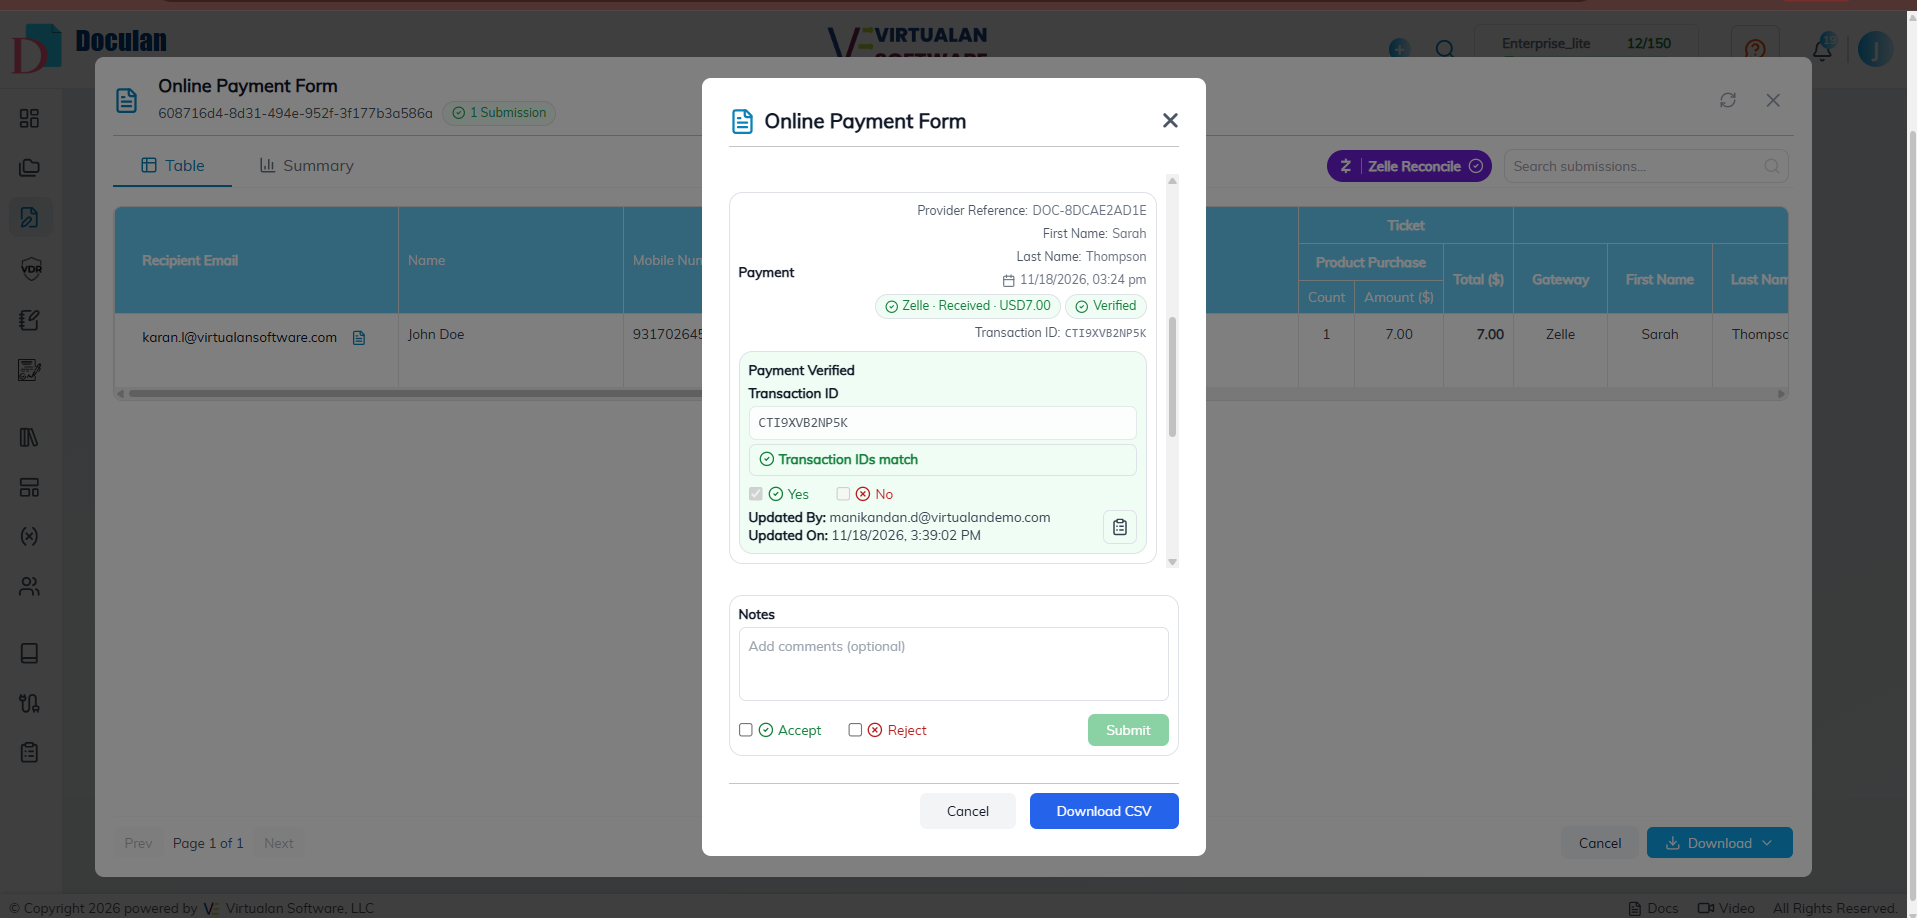 Doculan
VIRTUALAN
Enterprise_lite 12/150
J
Online Payment Form
608716d4-8d31-494e-952f-3f177b3a586a
1 Submission
Table
Summary
Zelle Reconcile
Search submissions...
VDR
Recipient Email
Name
Ticket
Product Purchase
Count
Amount ($)
Total ($)
Gateway
First Name
karan.l@virtualansoftware.com
John Doe
1
7.00
7.00
Zelle
Sarah
Online Payment Form
Provider Reference: DOC-8DCAE2AD1E
First Name: Sarah
Last Name: Thompson
Payment
11/18/2026, 03:24 pm
Zelle · Received · USD7.00
Verified
Transaction ID: CTI9XVB2NP5K
Payment Verified
Transaction ID
CTI9XVB2NP5K
Transaction IDs match
Yes
No
Updated By: manikandan.d@virtualandemo.com
Updated On: 11/18/2026, 3:39:02 PM
Notes
Add comments (optional)
Accept
Reject
Submit
Cancel
Download CSV
Prev
Page 1 of 1
Next
Cancel
Download
© Copyright 2026 powered by
Virtualan Software, LLC
Docs
Video
All Rights Reserved.